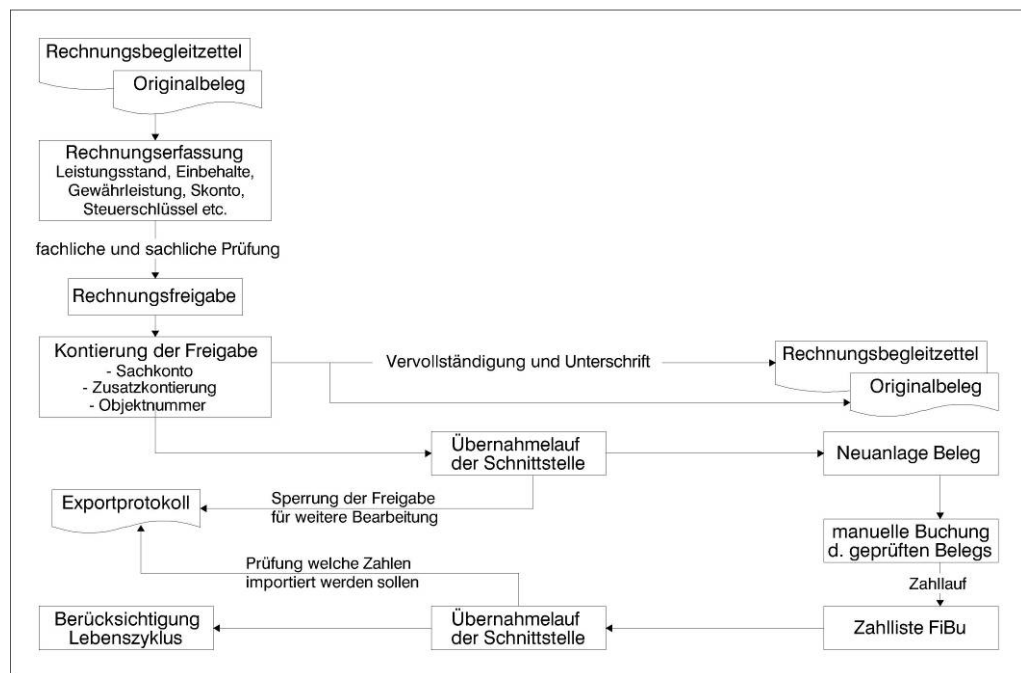 Rechnungsbegleitzettel
Originalbeleg
Rechnungserfassung
Leistungsstand, Einbehalte,
Gewährleistung, Skonto,
Steuerschlüssel etc.
fachliche und sachliche Prüfung
Rechnungsfreigabe
Kontierung der Freigabe
- Sachkonto
- Zusatzkontierung
- Objektnummer
Vervollständigung und Unterschrift
Rechnungsbegleitzettel
Originalbeleg
Übernahmelauf
der Schnittstelle
Neuanlage Beleg
Exportprotokoll
Sperrung der Freigabe
für weitere Bearbeitung
manuelle Buchung
d. geprüften Belegs
Prüfung welche Zahlen
importiert werden sollen
Zahllauf
Berücksichtigung
Lebenszyklus
Übernahmelauf
der Schnittstelle
Zahlliste FiBu